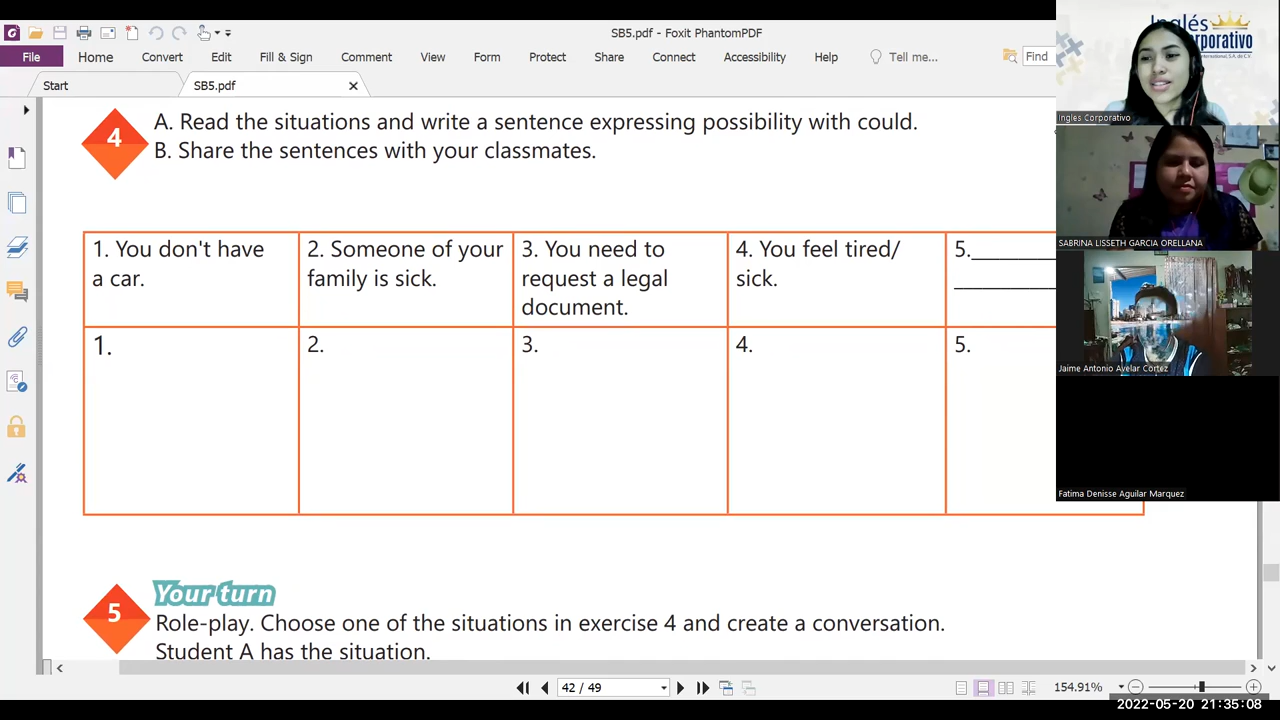 SB5.pdf - Foxit PhantomPDF
File Home Convert Edit Fill & Sign Comment View Form Protect Share Connect Accessibility Help Tell me... Find
Start SB5.pdf
4
A. Read the situations and write a sentence expressing possibility with could.
B. Share the sentences with your classmates.
1. You don't have
a car.
2. Someone of your
family is sick.
3. You need to
request a legal
document.
4. You feel tired/
sick.
5.__________
__________
1.
2.
3.
4.
5.
5
Your turn
Role-play. Choose one of the situations in exercise 4 and create a conversation.
Student A has the situation.
42 / 49
154.91%
Inglés
orporativo
International, S.A. de C.V.
Ingles Corporativo
SABRINA LISSETH GARCIA ORELLANA
Jaime Antonio Avelar Cortez
Fatima Denisse Aguilar Marquez
2022-05-20 21:35:08